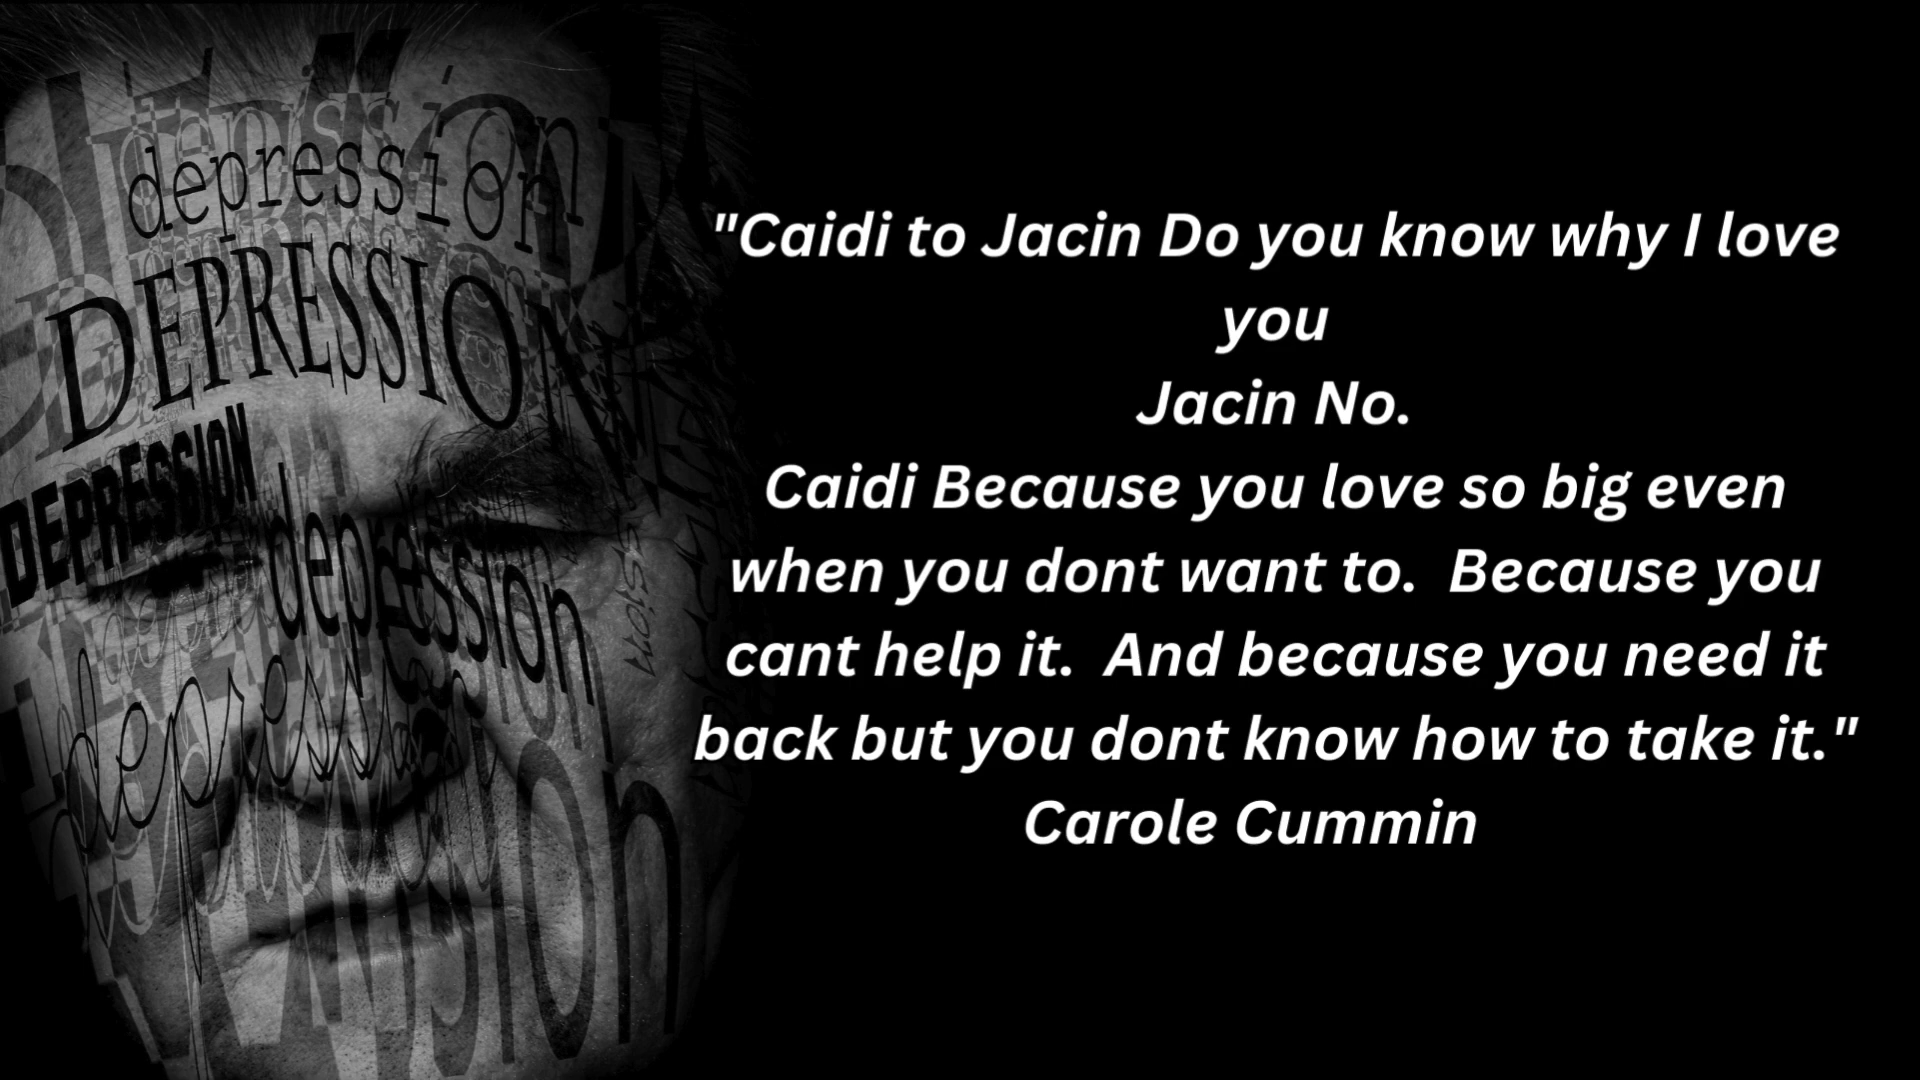 depression
DEPRESSION
DEPRESSION
depression
depression
sion
"Caidi to Jacin Do you know why I love
you
Jacin No.
Caidi Because you love so big even
when you dont want to.  Because you
cant help it.  And because you need it
back but you dont know how to take it."
Carole Cummin